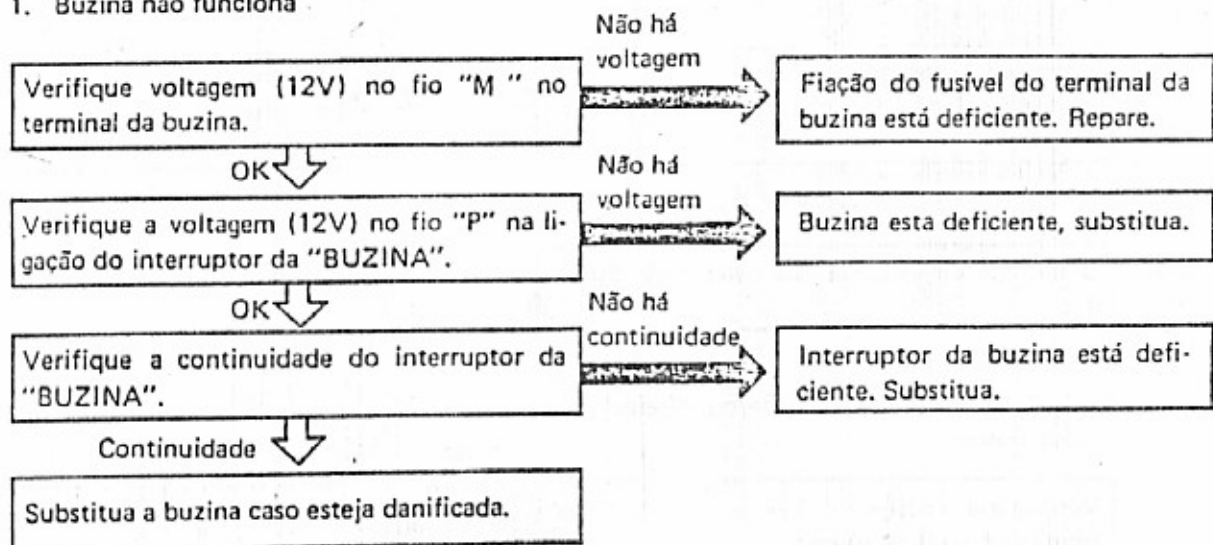 1. Buzina não funciona
Não há
voltagem
Verifique voltagem (12V) no fio "M " no
terminal da buzina.
Fiação do fusível do terminal da
buzina está deficiente. Repare.
OK
Não há
voltagem
Verifique a voltagem (12V) no fio "P" na li-
gação do interruptor da "BUZINA".
Buzina esta deficiente, substitua.
OK
Não há
continuidade
Verifique a continuidade do interruptor da
"BUZINA".
Interruptor da buzina está defi-
ciente. Substitua.
Continuidade
Substitua a buzina caso esteja danificada.